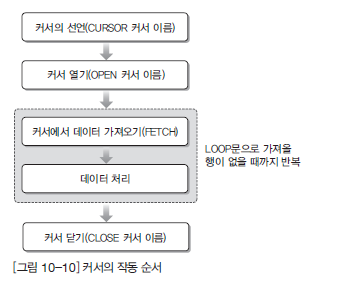 커서의 선언(CURSOR 커서 이름)
커서 열기(OPEN 커서 이름)
커서에서 데이터 가져오기(FETCH)
LOOP문으로 가져올
행이 없을 때까지 반복
데이터 처리
커서 닫기(CLOSE 커서 이름)
[그림 10-10] 커서의 작동 순서